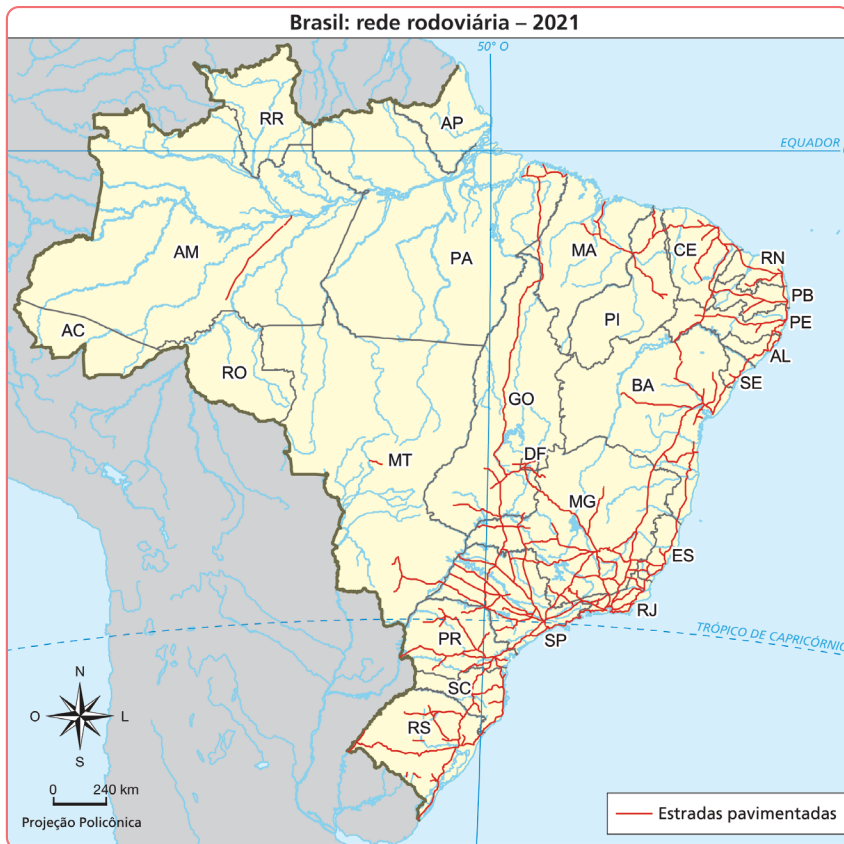 Brasil: rede rodoviária – 2021
50° O
RR
AP
EQUADOR
AM
PA
MA
CE
RN
PB
PE
AL
SE
PI
AC
RO
BA
GO
DF
MT
MG
ES
RJ
SP
TRÓPICO DE CAPRICÓRNIO
PR
SC
RS
N
O
L
S
0 240 km
Projeção Policônica
Estradas pavimentadas